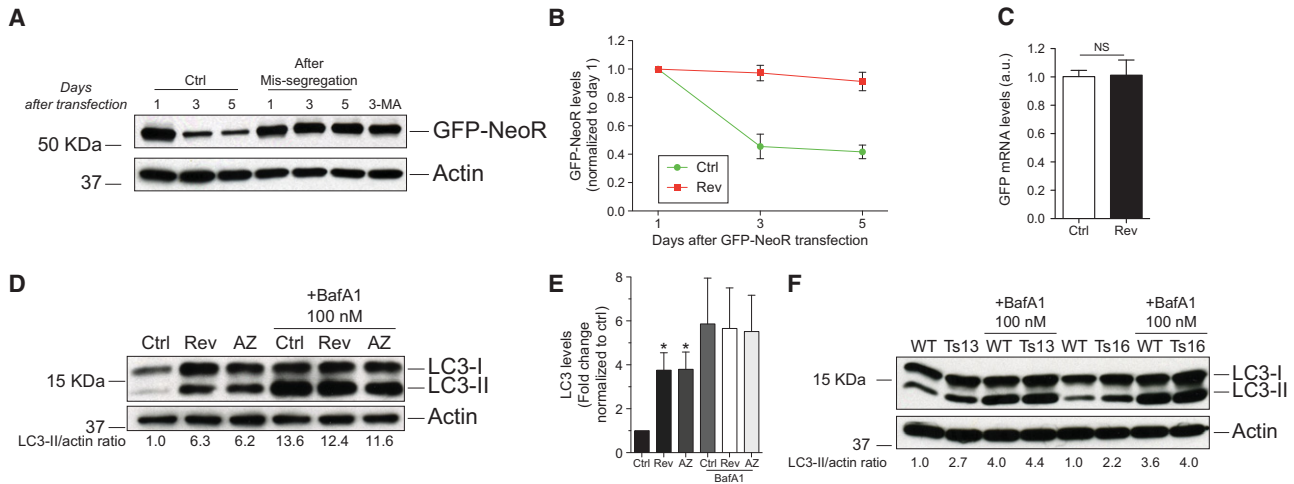 A
Days
after transfection
Ctrl
After
Mis-segregation
1 3 5 1 3 5 3-MA
50 KDa
GFP-NeoR
37
Actin
B
GFP-NeoR levels
(normalized to day 1)
1.2
1.0
0.8
0.6
0.4
0.2
0.0
Ctrl
Rev
1 3 5
Days after GFP-NeoR transfection
C
GFP mRNA levels (a.u.)
NS
1.2
1.0
0.8
0.6
0.4
0.2
0.0
Ctrl Rev
D
+BafA1
100 nM
Ctrl Rev AZ Ctrl Rev AZ
15 KDa
LC3-I
LC3-II
37
Actin
LC3-II/actin ratio 1.0 6.3 6.2 13.6 12.4 11.6
E
LC3 levels
(Fold change
normalized to ctrl)
8
6
4
2
0
* *
Ctrl Rev AZ Ctrl Rev AZ
BafA1
F
+BafA1
100 nM
+BafA1
100 nM
WT Ts13 WT Ts13 WT Ts16 WT Ts16
15 KDa
LC3-I
LC3-II
37
Actin
LC3-II/actin ratio 1.0 2.7 4.0 4.4 1.0 2.2 3.6 4.0